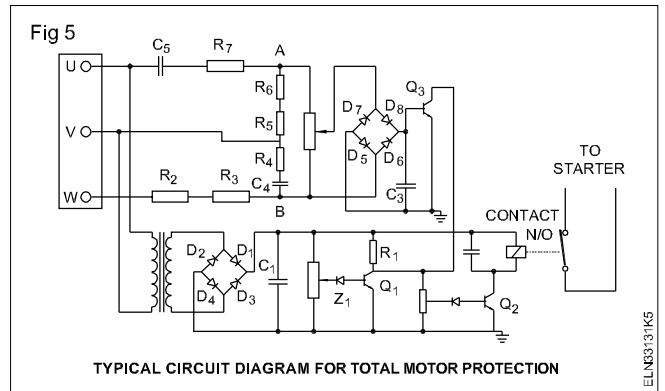 Fig 5
C5 R7 A
U
R6
Q3
D7 D8
R5
V
R4
D5 D6
TO
STARTER
R2 R3 C4
C3
W
B
CONTACT
N/O
D2 D1
C1
R1
D4 D3
Z1 Q1
Q2
ELN33131K5
TYPICAL CIRCUIT DIAGRAM FOR TOTAL MOTOR PROTECTION